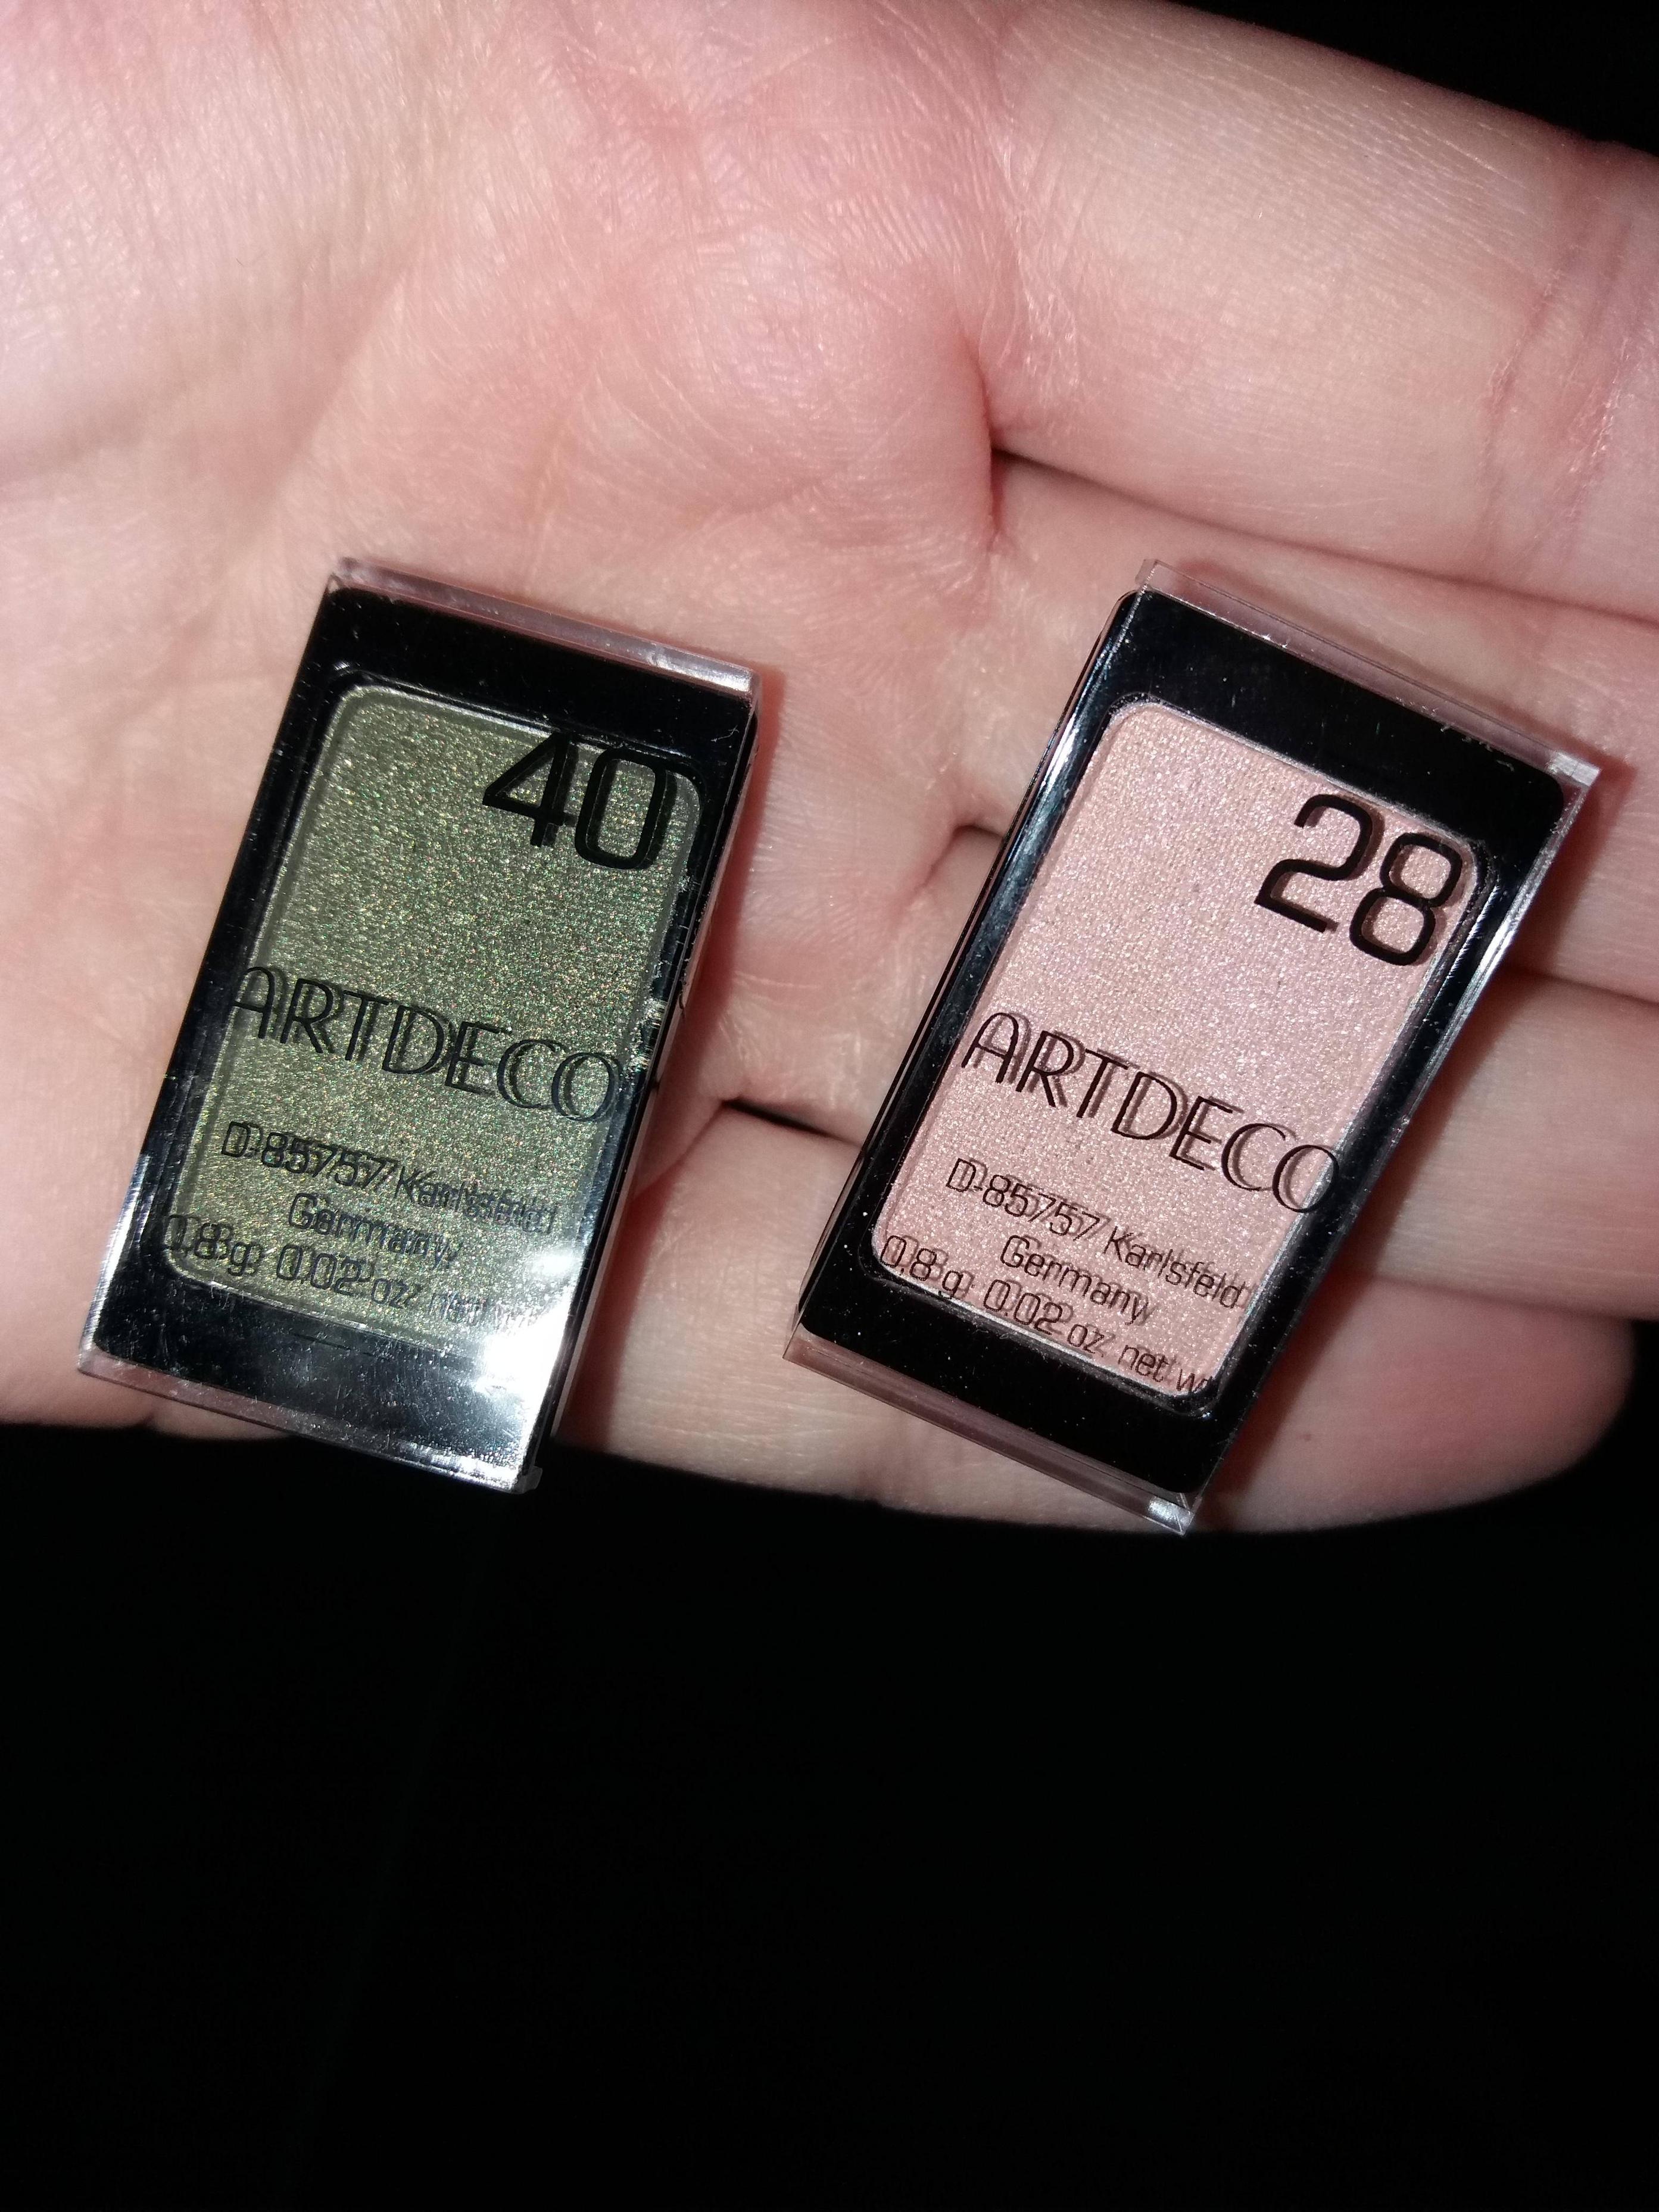 40
ARTDECO
D-85757 Karlsfeld
Germany
0,8 g 0.02 oz net
28
ARTDECO
D-85757 Karlsfeld
Germany
0,8 g 0.02 oz net